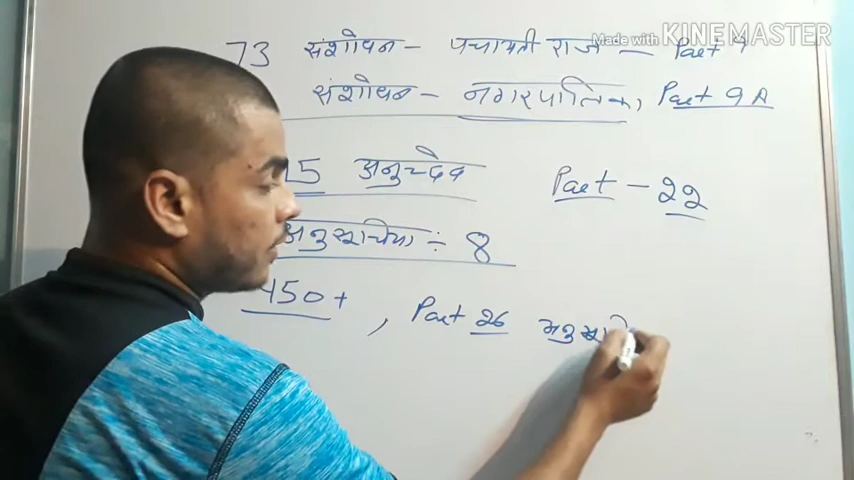 Made with KINEMASTER
73 संशोधन - पचायती राज - Part
संशोधन - नगरपालिका, Part 9 A
अनुच्छेद
Part - 22
अनुसूचिया ÷ 8
450+, Part 26